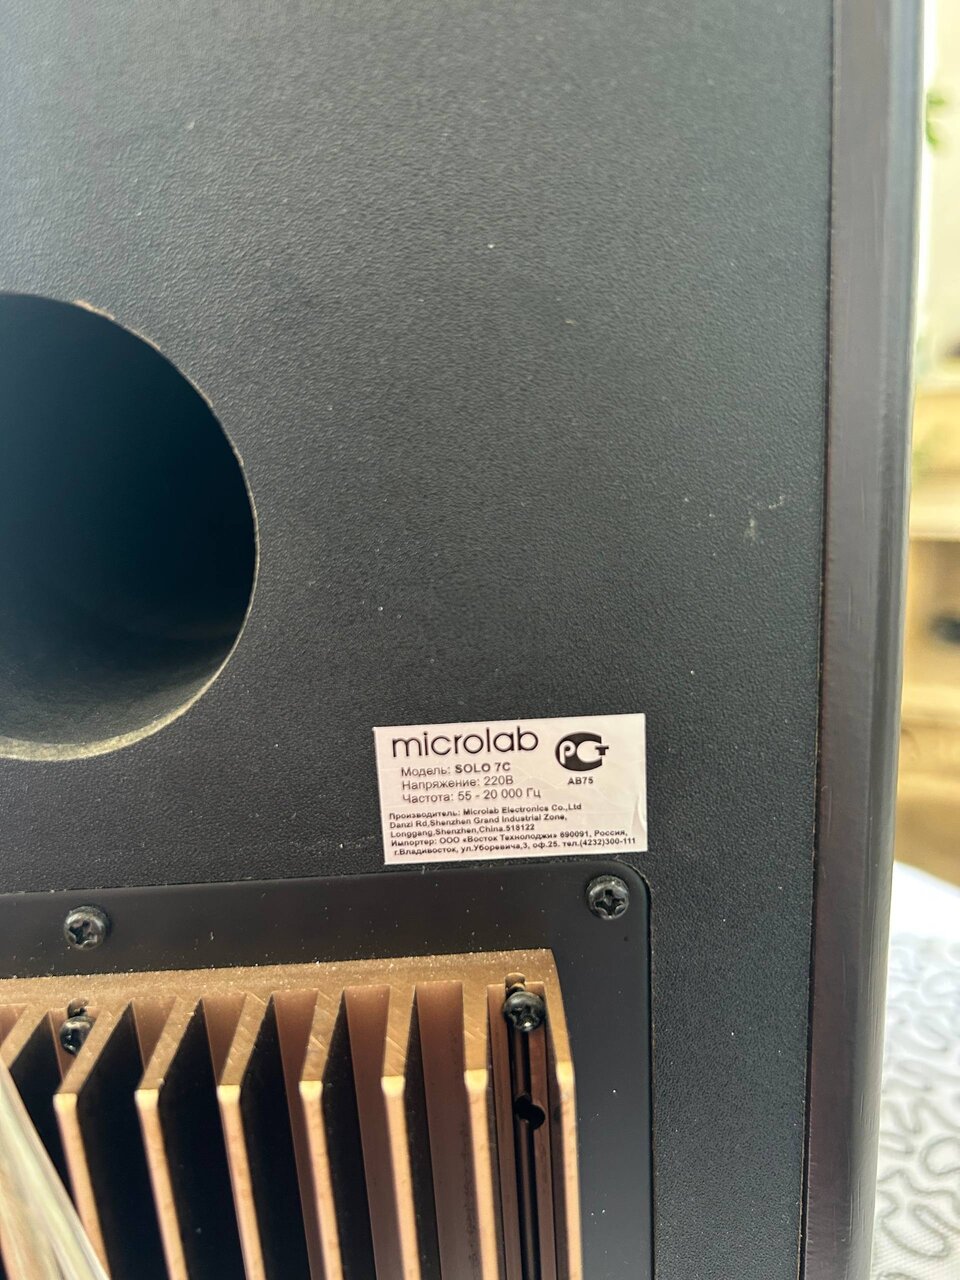 microlab
РСТ
АВ75
Модель: SOLO 7C
Напряжение: 220В
Частота: 55 - 20 000 Гц
Производитель: Microlab Electronics Co.,Ltd
Danzi Rd,Shenzhen Grand Industrial Zone,
Longgang,Shenzhen,China.518122
Импортер: ООО «Восток Технолоджи» 690091, Россия,
г.Владивосток, ул.Уборевича,3, оф.25. тел.(4232)300-111